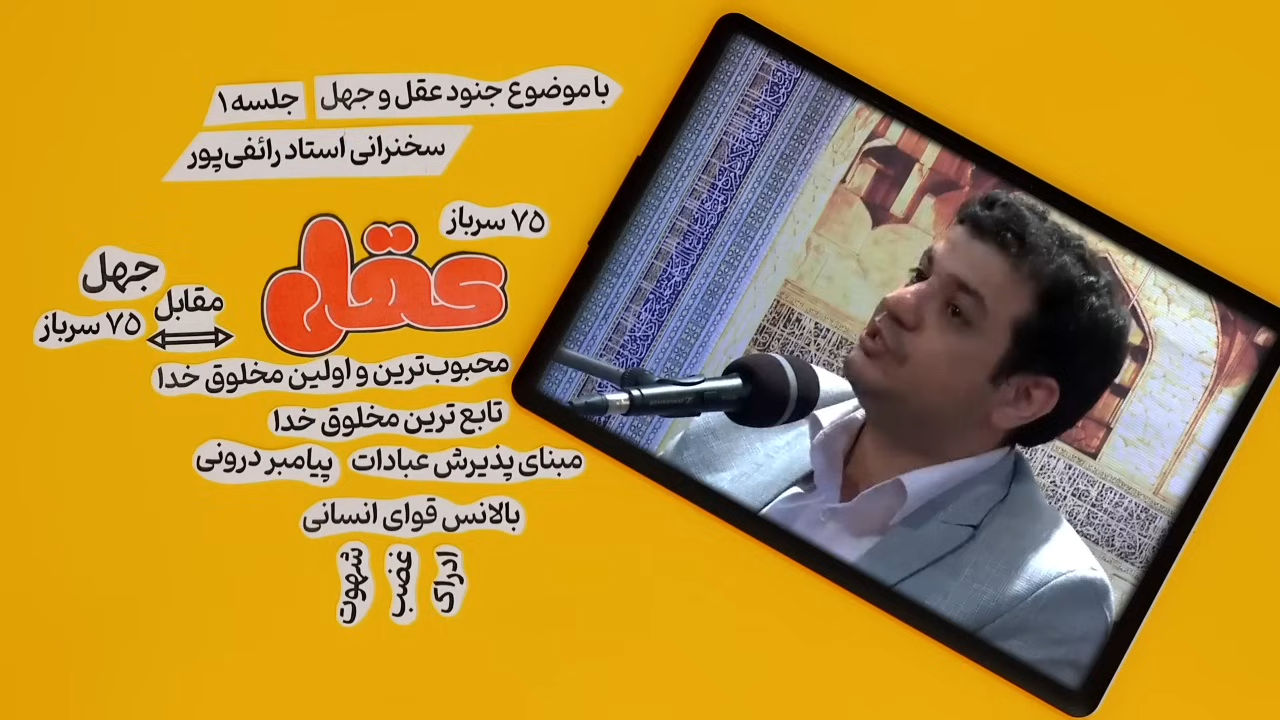 با موضوع جنود عقل و جهل جلسه ۱
سخنرانی استاد رائفی‌پور
۷۵ سرباز
عقل
جهل
مقابل
۷۵ سرباز
محبوب‌ترین و اولین مخلوق خدا
تابع ترین مخلوق خدا
مبنای پذیرش عبادات پیامبر درونی
بالانس قوای انسانی
ادراک
غضب
شهوت